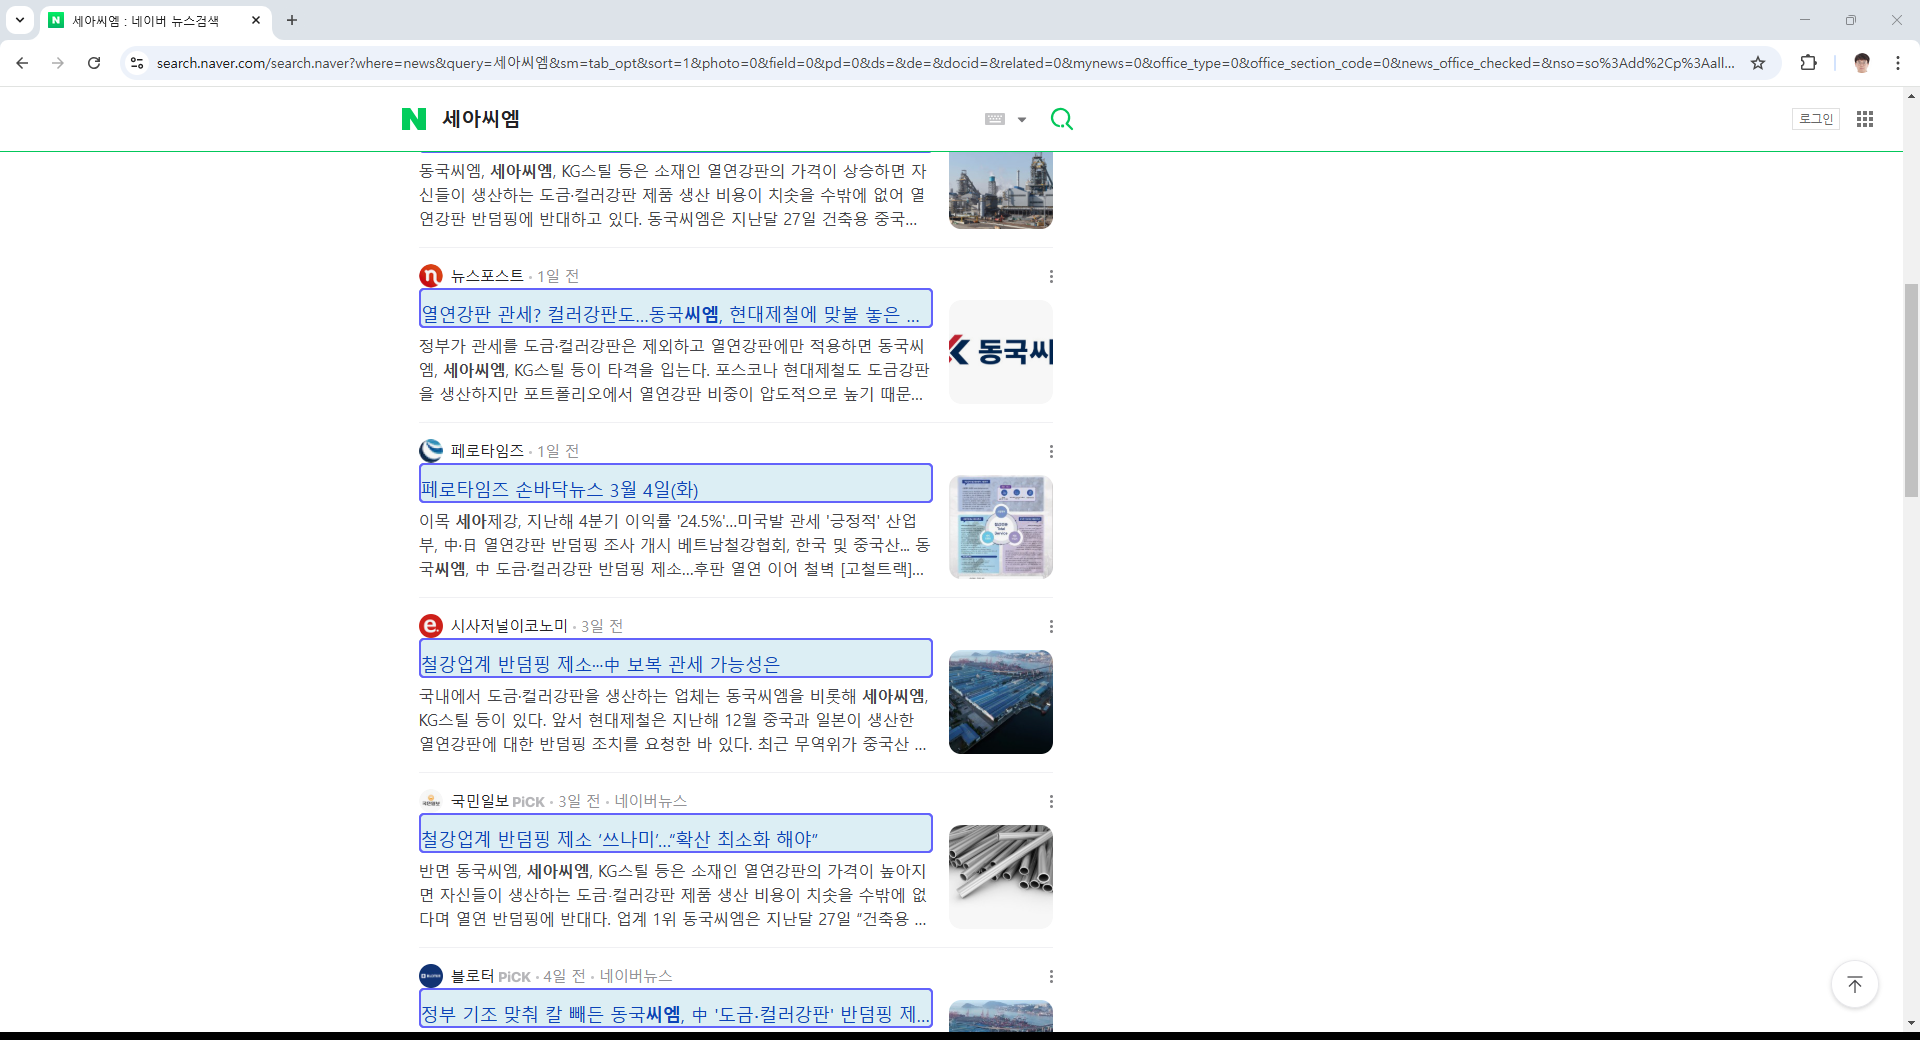 세아씨엠 : 네이버 뉴스검색
search.naver.com/search.naver?where=news&query=세아씨엠&sm=tab_opt&sort=1&photo=0&field=0&pd=0&ds=&de=&docid=&related=0&mynews=0&office_type=0&office_section_code=0&news_office_checked=&nso=so%3Add%2Cp%3Aall...
세아씨엠
로그인
동국씨엠, 세아씨엠, KG스틸 등은 소재인 열연강판의 가격이 상승하면 자
신들이 생산하는 도금·컬러강판 제품 생산 비용이 치솟을 수밖에 없어 열
연강판 반덤핑에 반대하고 있다. 동국씨엠은 지난달 27일 건축용 중국...
뉴스포스트 · 1일 전
열연강판 관세? 컬러강판도...동국씨엠, 현대제철에 맞불 놓은 ...
동국씨
정부가 관세를 도금·컬러강판은 제외하고 열연강판에만 적용하면 동국씨
엠, 세아씨엠, KG스틸 등이 타격을 입는다. 포스코나 현대제철도 도금강판
을 생산하지만 포트폴리오에서 열연강판 비중이 압도적으로 높기 때문...
페로타임즈 · 1일 전
페로타임즈 손바닥뉴스 3월 4일(화)
이목 세아제강, 지난해 4분기 이익률 '24.5%'...미국발 관세 '긍정적' 산업
부, 中·日 열연강판 반덤핑 조사 개시 베트남철강협회, 한국 및 중국산... 동
국씨엠, 中 도금·컬러강판 반덤핑 제소...후판 열연 이어 철벽 [고철트랙]...
시사저널이코노미 · 3일 전
철강업계 반덤핑 제소···中 보복 관세 가능성은
국내에서 도금·컬러강판을 생산하는 업체는 동국씨엠을 비롯해 세아씨엠,
KG스틸 등이 있다. 앞서 현대제철은 지난해 12월 중국과 일본이 생산한
열연강판에 대한 반덤핑 조치를 요청한 바 있다. 최근 무역위가 중국산 ...
국민일보 PiCK · 3일 전 · 네이버뉴스
철강업계 반덤핑 제소 ‘쓰나미’…“확산 최소화 해야”
반면 동국씨엠, 세아씨엠, KG스틸 등은 소재인 열연강판의 가격이 높아지
면 자신들이 생산하는 도금·컬러강판 제품 생산 비용이 치솟을 수밖에 없
다며 열연 반덤핑에 반대다. 업계 1위 동국씨엠은 지난달 27일 “건축용 ...
블로터 PiCK · 4일 전 · 네이버뉴스
정부 기조 맞춰 칼 빼든 동국씨엠, 中 '도금·컬러강판' 반덤핑 제...